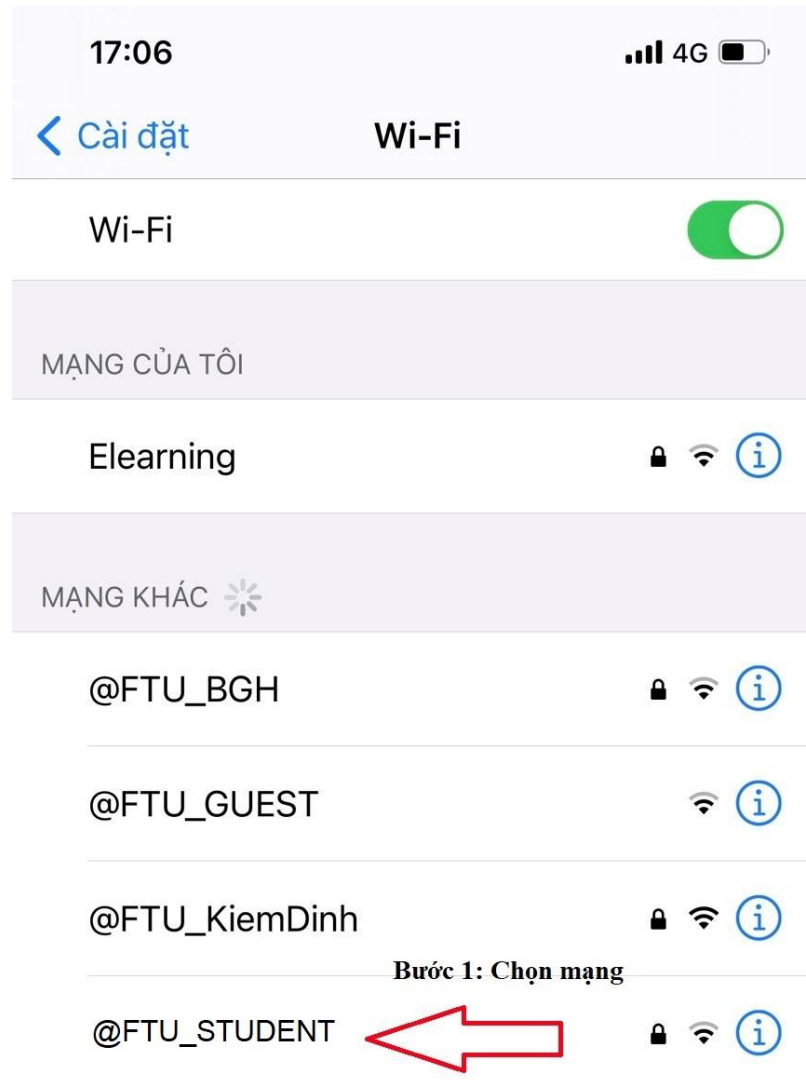 17:06
4G
Cài đặt
Wi-Fi
Wi-Fi
MẠNG CỦA TÔI
Elearning
MẠNG KHÁC
@FTU_BGH
@FTU_GUEST
@FTU_KiemDinh
Bước 1: Chọn mạng
@FTU_STUDENT